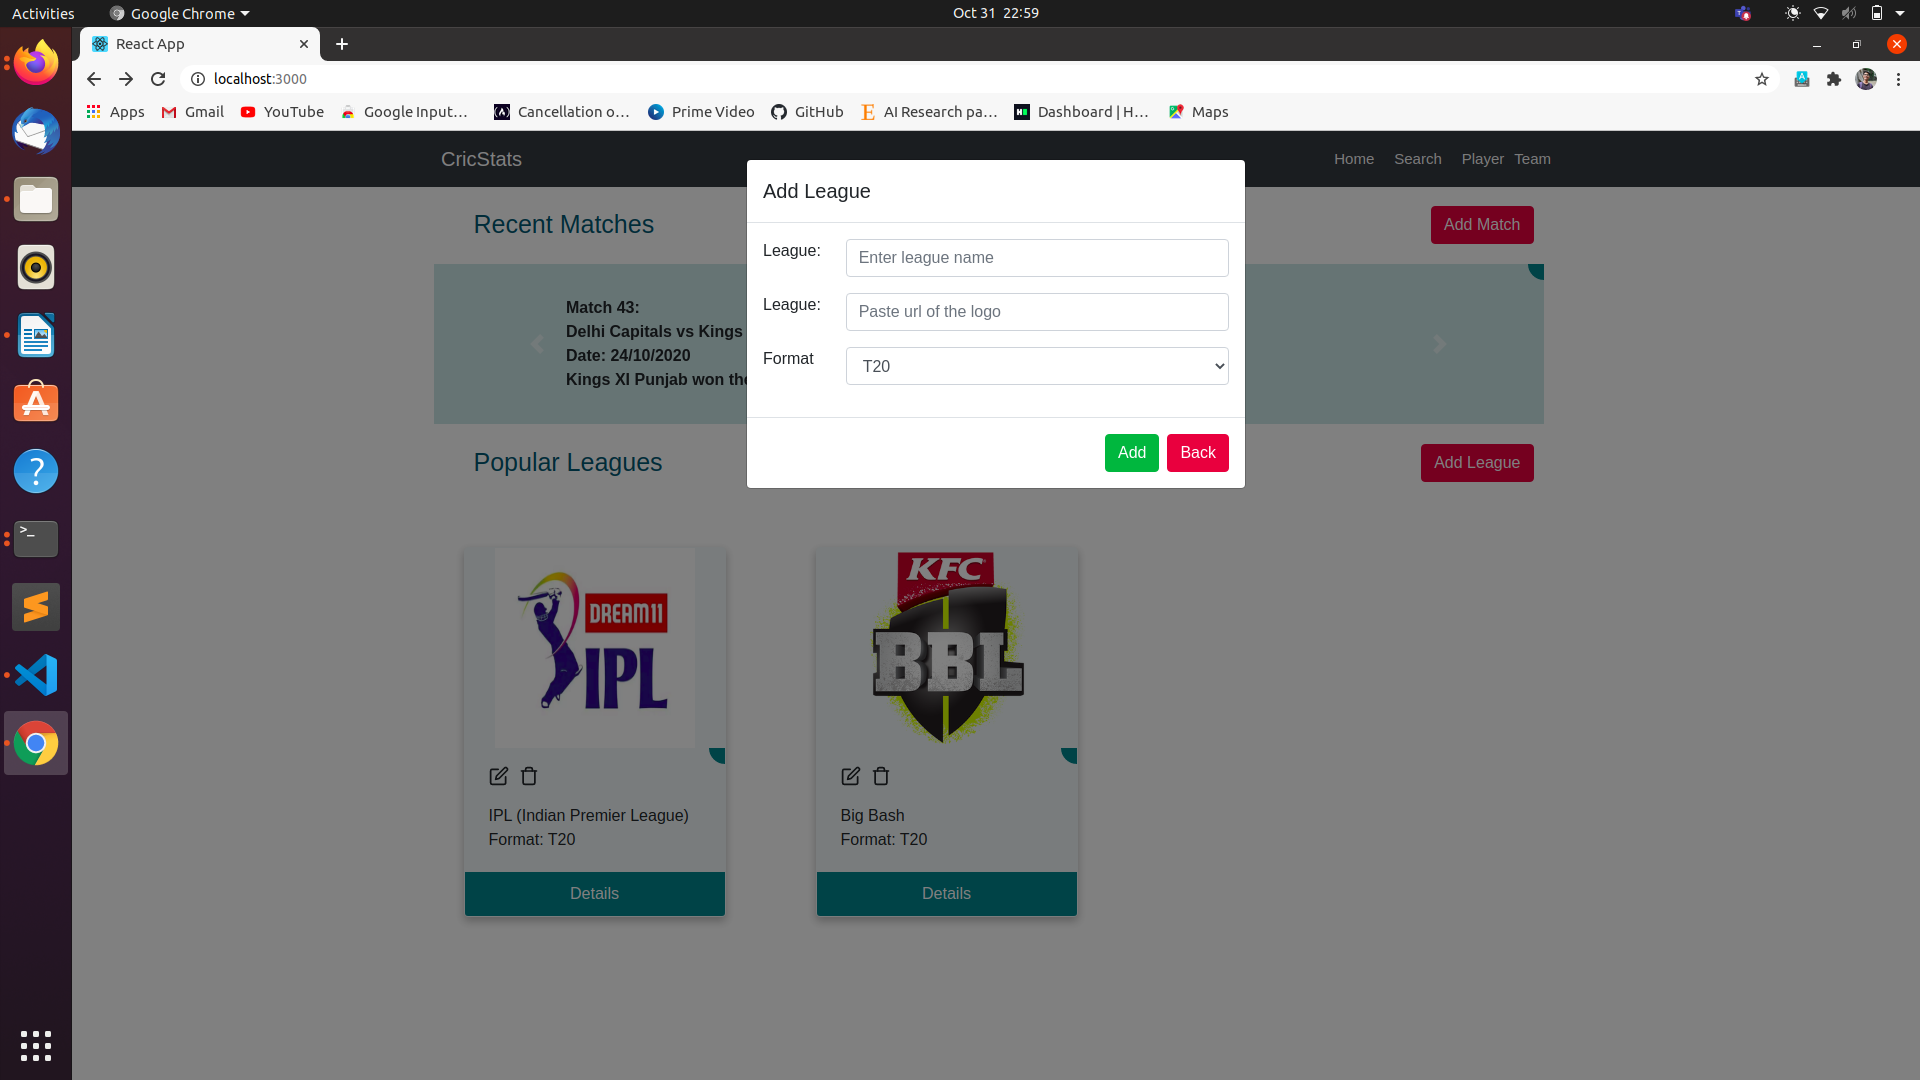 Activities
Google Chrome
Oct 31 22:59
React App
localhost:3000
Apps
Gmail
YouTube
Google Input...
Cancellation o...
Prime Video
GitHub
AI Research pa...
Dashboard | H...
Maps
CricStats
Home
Search
Player
Team
Add League
Recent Matches
Add Match
League:
Enter league name
League:
Paste url of the logo
Format
T20
Match 43:
Delhi Capitals vs Kings
Date: 24/10/2020
Kings XI Punjab won the
Add
Back
Popular Leagues
Add League
DREAM11
IPL
KFC
BBL
IPL (Indian Premier League)
Format: T20
Details
Big Bash
Format: T20
Details